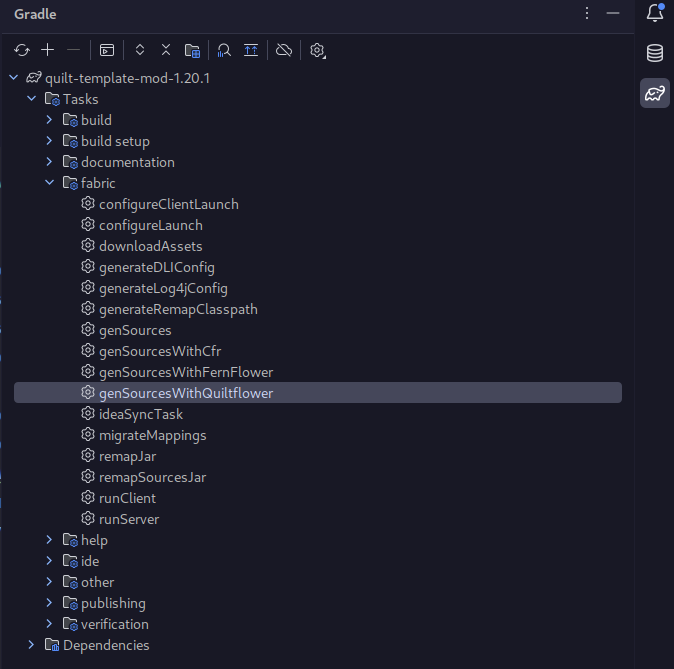 Gradle
quilt-template-mod-1.20.1
Tasks
build
build setup
documentation
fabric
configureClientLaunch
configureLaunch
downloadAssets
generateDLIConfig
generateLog4jConfig
generateRemapClasspath
genSources
genSourcesWithCfr
genSourcesWithFernFlower
genSourcesWithQuiltflower
ideaSyncTask
migrateMappings
remapJar
remapSourcesJar
runClient
runServer
help
ide
other
publishing
verification
Dependencies